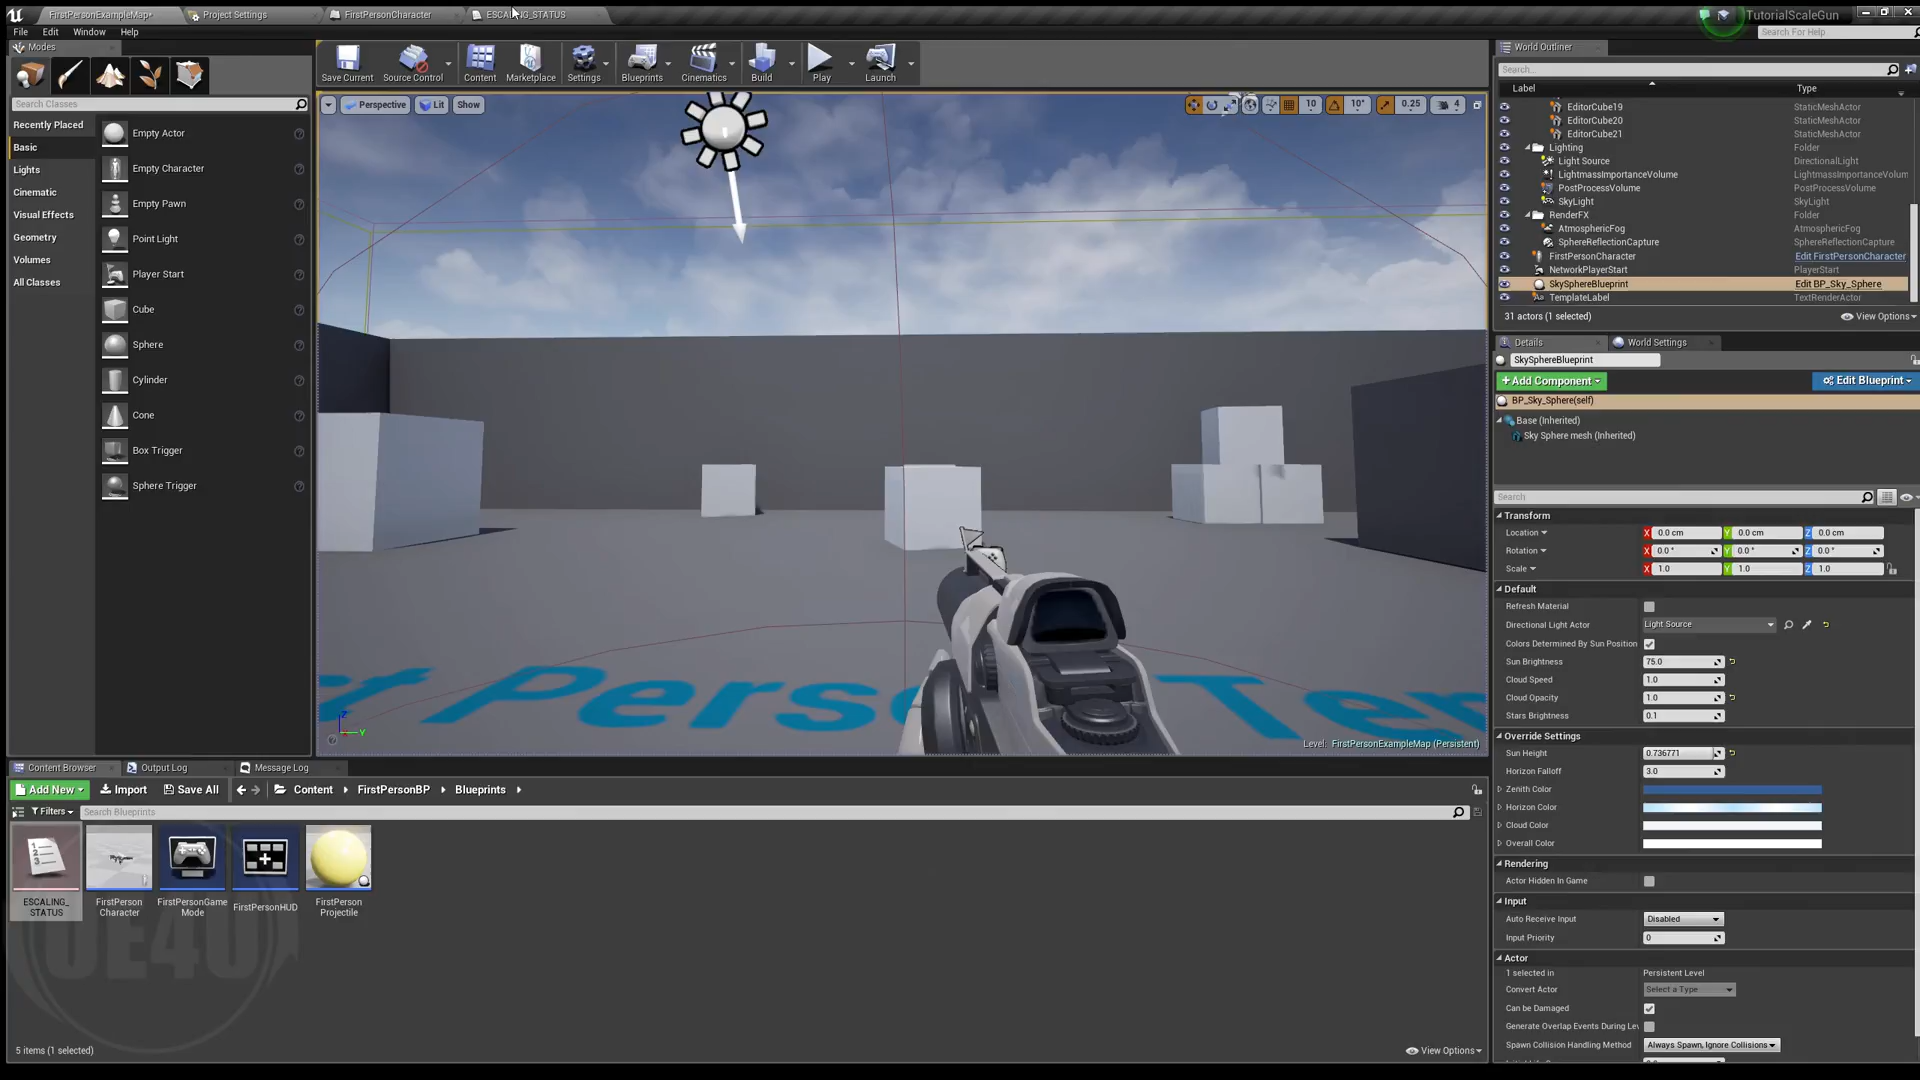 FirstPersonExampleMap*
Project Settings
FirstPersonCharacter
ESCALING_STATUS
TutorialScaleGun
File Edit Window Help
Search For Help
Modes
Search Classes
Recently Placed
Basic
Lights
Cinematic
Visual Effects
Geometry
Volumes
All Classes
Empty Actor
Empty Character
Empty Pawn
Point Light
Player Start
Cube
Sphere
Cylinder
Cone
Box Trigger
Sphere Trigger
Save Current
Source Control
Content
Marketplace
Settings
Blueprints
Cinematics
Build
Play
Launch
Perspective
Lit
Show
10
10°
0.25
4
st Perso Tem
Level: FirstPersonExampleMap (Persistent)
World Outliner
Search...
Label Type
EditorCube19 StaticMeshActor
EditorCube20 StaticMeshActor
EditorCube21 StaticMeshActor
Lighting Folder
Light Source DirectionalLight
LightmassImportanceVolume LightmassImportanceVolum
PostProcessVolume PostProcessVolume
SkyLight SkyLight
RenderFX Folder
AtmosphericFog AtmosphericFog
SphereReflectionCapture SphereReflectionCapture
FirstPersonCharacter Edit FirstPersonCharacter
NetworkPlayerStart PlayerStart
SkySphereBlueprint Edit BP_Sky_Sphere
TemplateLabel TextRenderActor
31 actors (1 selected)
View Options
Details
World Settings
SkySphereBlueprint
+Add Component
Edit Blueprint
BP_Sky_Sphere(self)
Base (Inherited)
Sky Sphere mesh (Inherited)
Search
Transform
Location X 0.0 cm Y 0.0 cm Z 0.0 cm
Rotation X 0.0 ° Y 0.0 ° Z 0.0 °
Scale X 1.0 Y 1.0 Z 1.0
Default
Refresh Material
Directional Light Actor Light Source
Colors Determined By Sun Position
Sun Brightness 75.0
Cloud Speed 1.0
Cloud Opacity 1.0
Stars Brightness 0.1
Override Settings
Sun Height 0.736771
Horizon Falloff 3.0
Zenith Color
Horizon Color
Cloud Color
Overall Color
Rendering
Actor Hidden In Game
Input
Auto Receive Input Disabled
Input Priority 0
Actor
1 selected in Persistent Level
Convert Actor Select a Type
Can be Damaged
Generate Overlap Events During Lev
Spawn Collision Handling Method Always Spawn, Ignore Collisions
Content Browser
Output Log
Message Log
Add New
Import
Save All
Content
FirstPersonBP
Blueprints
Filters
Search Blueprints
ESCALING_
STATUS
FirstPerson
Character
FirstPersonGame
Mode
FirstPersonHUD
FirstPerson
Projectile
UE4U
5 items (1 selected)
View Options
Z
Y